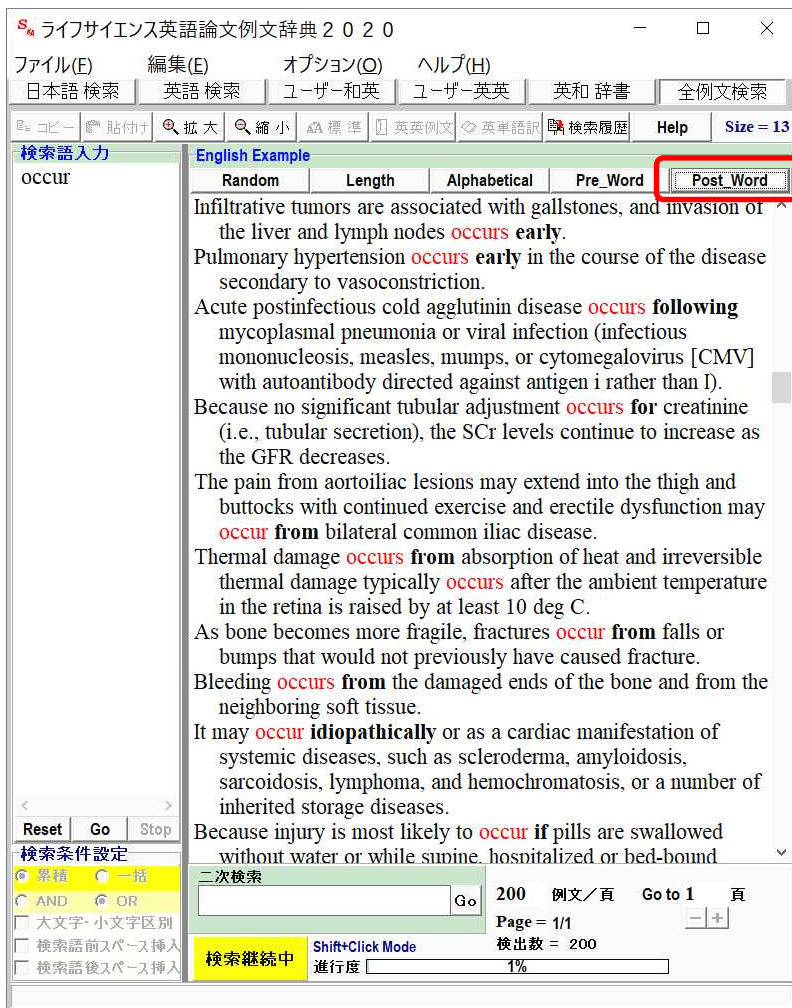 ライフサイエンス英語論文例文辞典２０２０
ファイル(F) 編集(E) オプション(O) ヘルプ(H)
日本語 検索 英語 検索 ユーザー和英 ユーザー英英 英和 辞書 全例文検索
コピー 貼付け 拡 大 縮 小 標 準 英英例文 英単語訳 検索履歴 Help Size = 13
検索語入力
occur
English Example
Random Length Alphabetical Pre_Word Post_Word
Infiltrative tumors are associated with gallstones, and invasion of
the liver and lymph nodes occurs early.
Pulmonary hypertension occurs early in the course of the disease
secondary to vasoconstriction.
Acute postinfectious cold agglutinin disease occurs following
mycoplasmal pneumonia or viral infection (infectious
mononucleosis, measles, mumps, or cytomegalovirus [CMV]
with autoantibody directed against antigen i rather than I).
Because no significant tubular adjustment occurs for creatinine
(i.e., tubular secretion), the SCr levels continue to increase as
the GFR decreases.
The pain from aortoiliac lesions may extend into the thigh and
buttocks with continued exercise and erectile dysfunction may
occur from bilateral common iliac disease.
Thermal damage occurs from absorption of heat and irreversible
thermal damage typically occurs after the ambient temperature
in the retina is raised by at least 10 deg C.
As bone becomes more fragile, fractures occur from falls or
bumps that would not previously have caused fracture.
Bleeding occurs from the damaged ends of the bone and from the
neighboring soft tissue.
It may occur idiopathically or as a cardiac manifestation of
systemic diseases, such as scleroderma, amyloidosis,
sarcoidosis, lymphoma, and hemochromatosis, or a number of
inherited storage diseases.
Because injury is most likely to occur if pills are swallowed
without water or while supine, hospitalized or bed-bound
Reset Go Stop
検索条件設定
累積 一括
AND OR
大文字・小文字区別
検索語前スペース挿入
検索語後スペース挿入
二次検索
Go
200 例文／頁 Go to 1 頁
Page = 1/1
検出数 = 200
検索継続中 Shift+Click Mode
進行度 1%